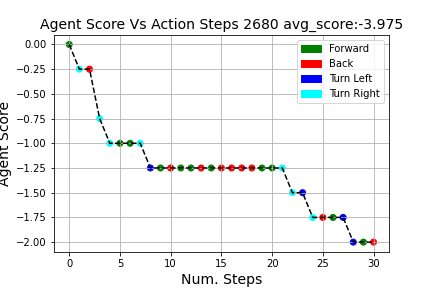 Agent Score Vs Action Steps 2680 avg_score:-3.975
Agent Score
0.00
−0.25
−0.50
−0.75
−1.00
−1.25
−1.50
−1.75
−2.00
Forward
Back
Turn Left
Turn Right
0 5 10 15 20 25 30
Num. Steps